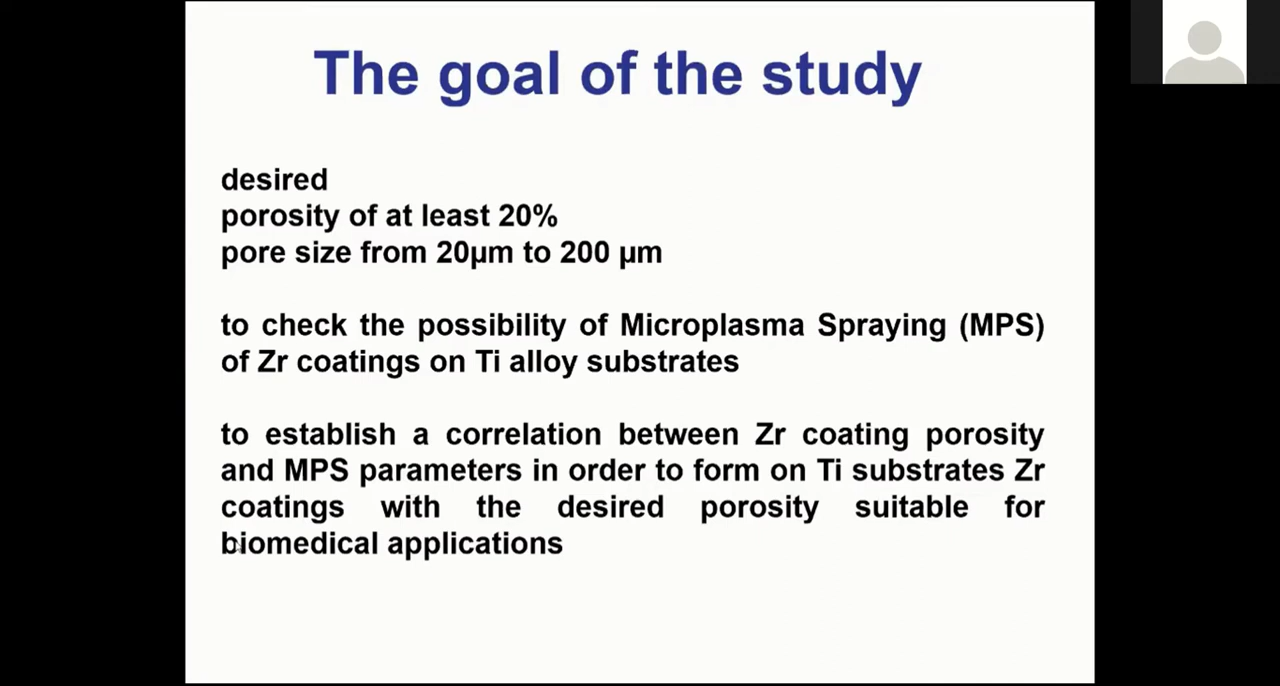 The goal of the study
desired
porosity of at least 20%
pore size from 20µm to 200 µm
to check the possibility of Microplasma Spraying (MPS)
of Zr coatings on Ti alloy substrates
to establish a correlation between Zr coating porosity
and MPS parameters in order to form on Ti substrates Zr
coatings with the desired porosity suitable for
biomedical applications